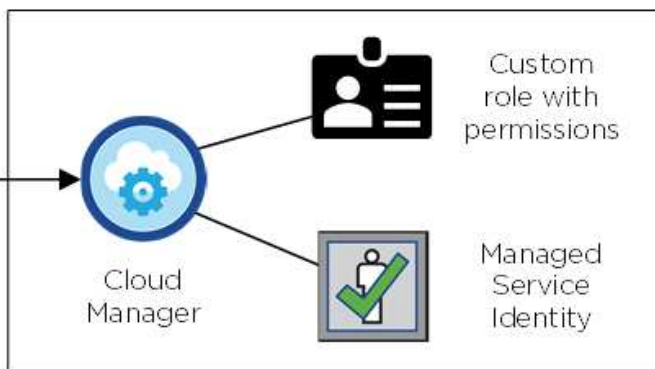 Custom
role with
permissions
Cloud
Manager
Managed
Service
Identity